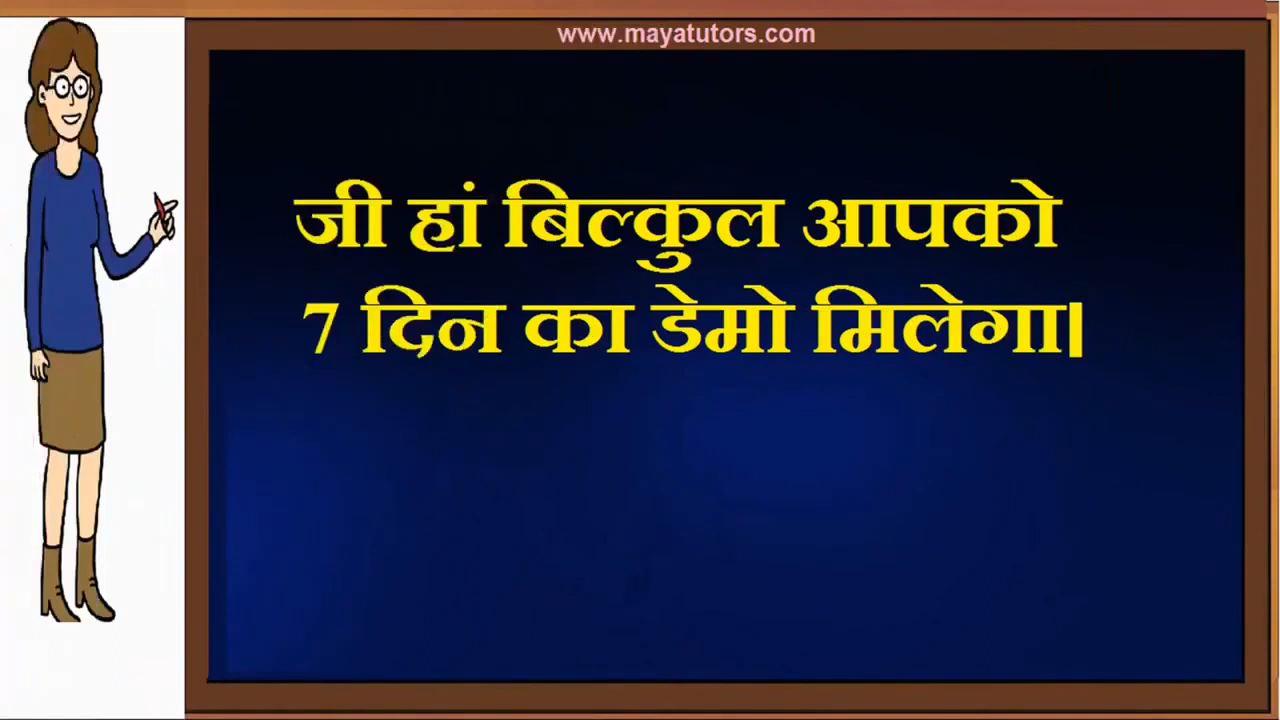 www.mayatutors.com
जी हां बिल्कुल आपको
7 दिन का डेमो मिलेगा।